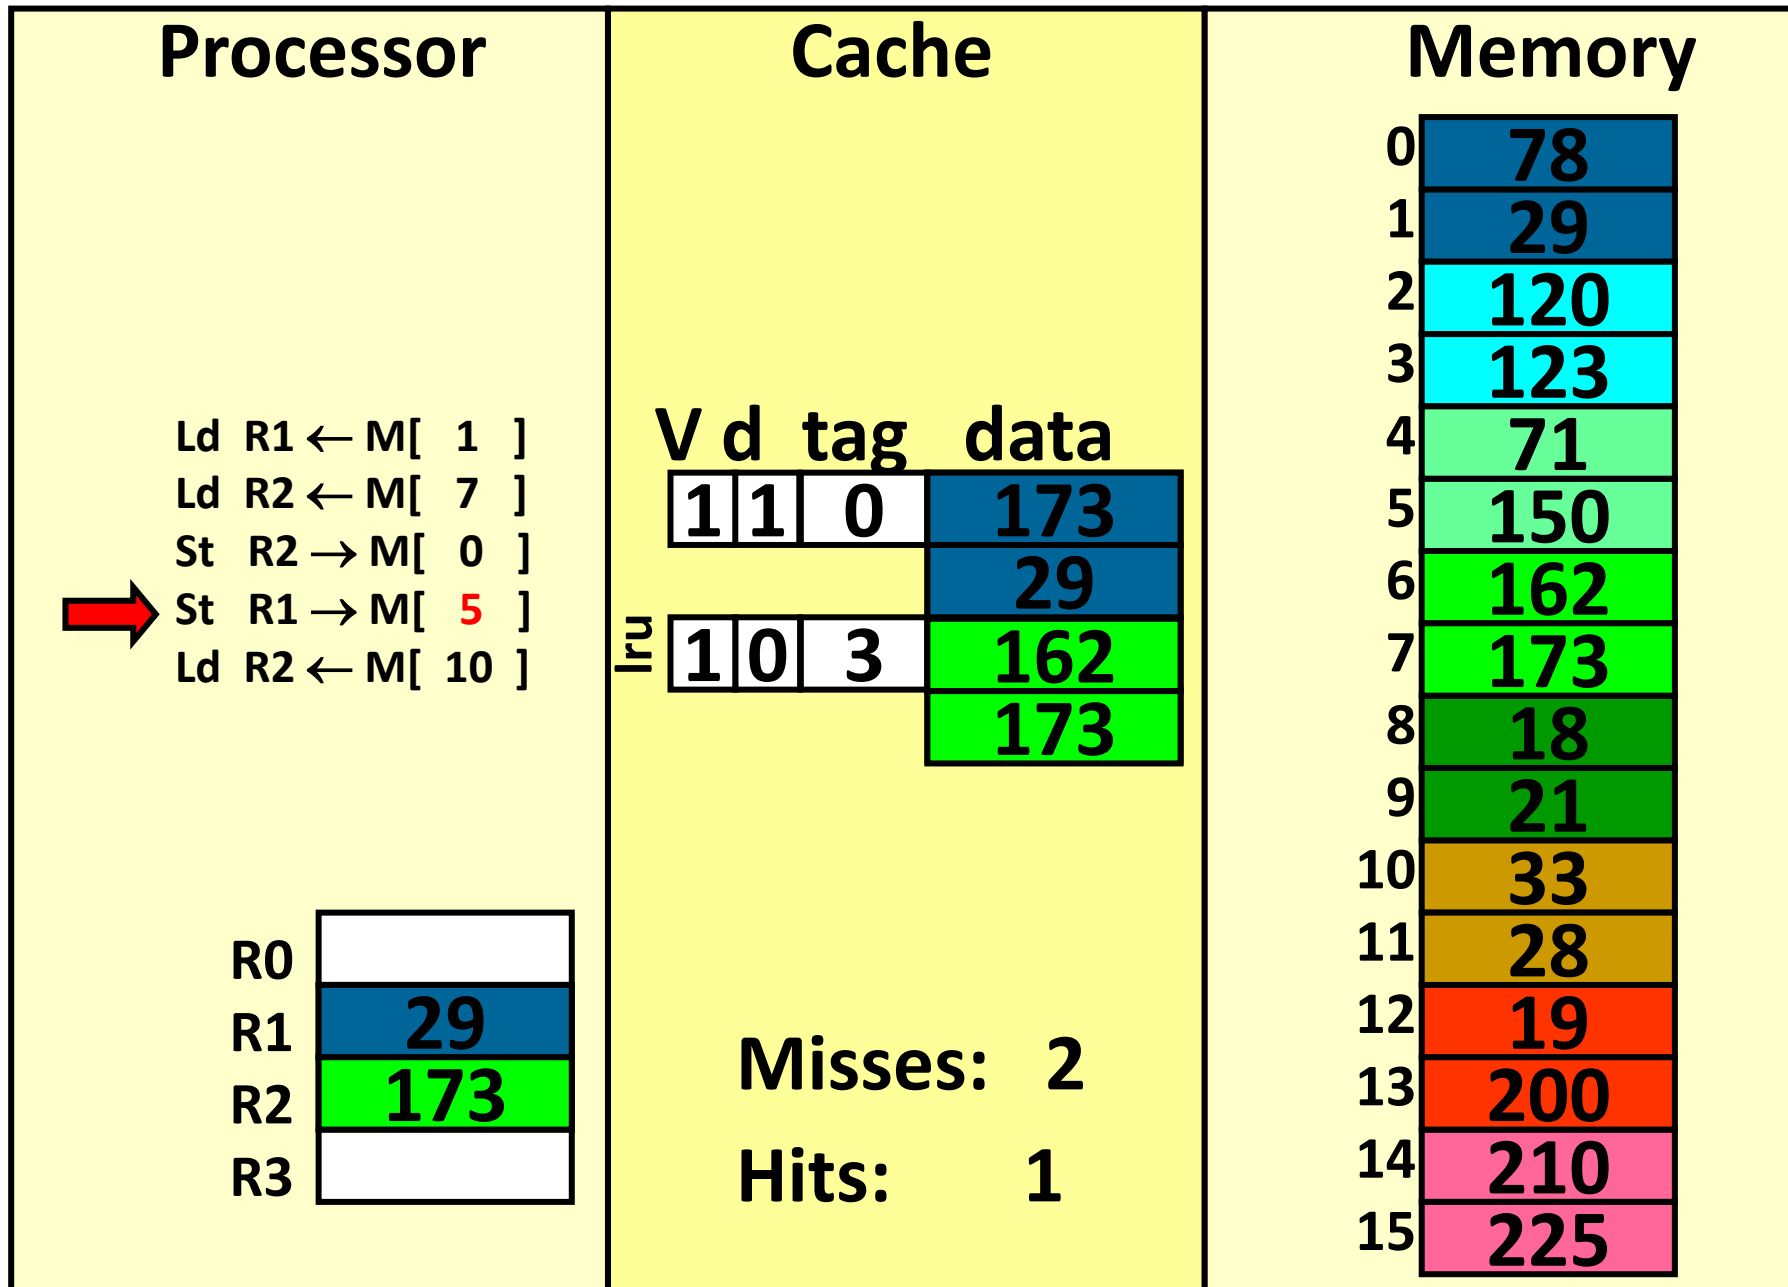 Processor
Ld R1 ← M[ 1 ]
Ld R2 ← M[ 7 ]
St R2 → M[ 0 ]
St R1 → M[ 5 ]
Ld R2 ← M[ 10 ]
R0
R1 29
R2 173
R3
Cache
V d tag data
1 1 0 173
29
lru 1 0 3 162
173
Misses: 2
Hits: 1
Memory
0 78
1 29
2 120
3 123
4 71
5 150
6 162
7 173
8 18
9 21
10 33
11 28
12 19
13 200
14 210
15 225